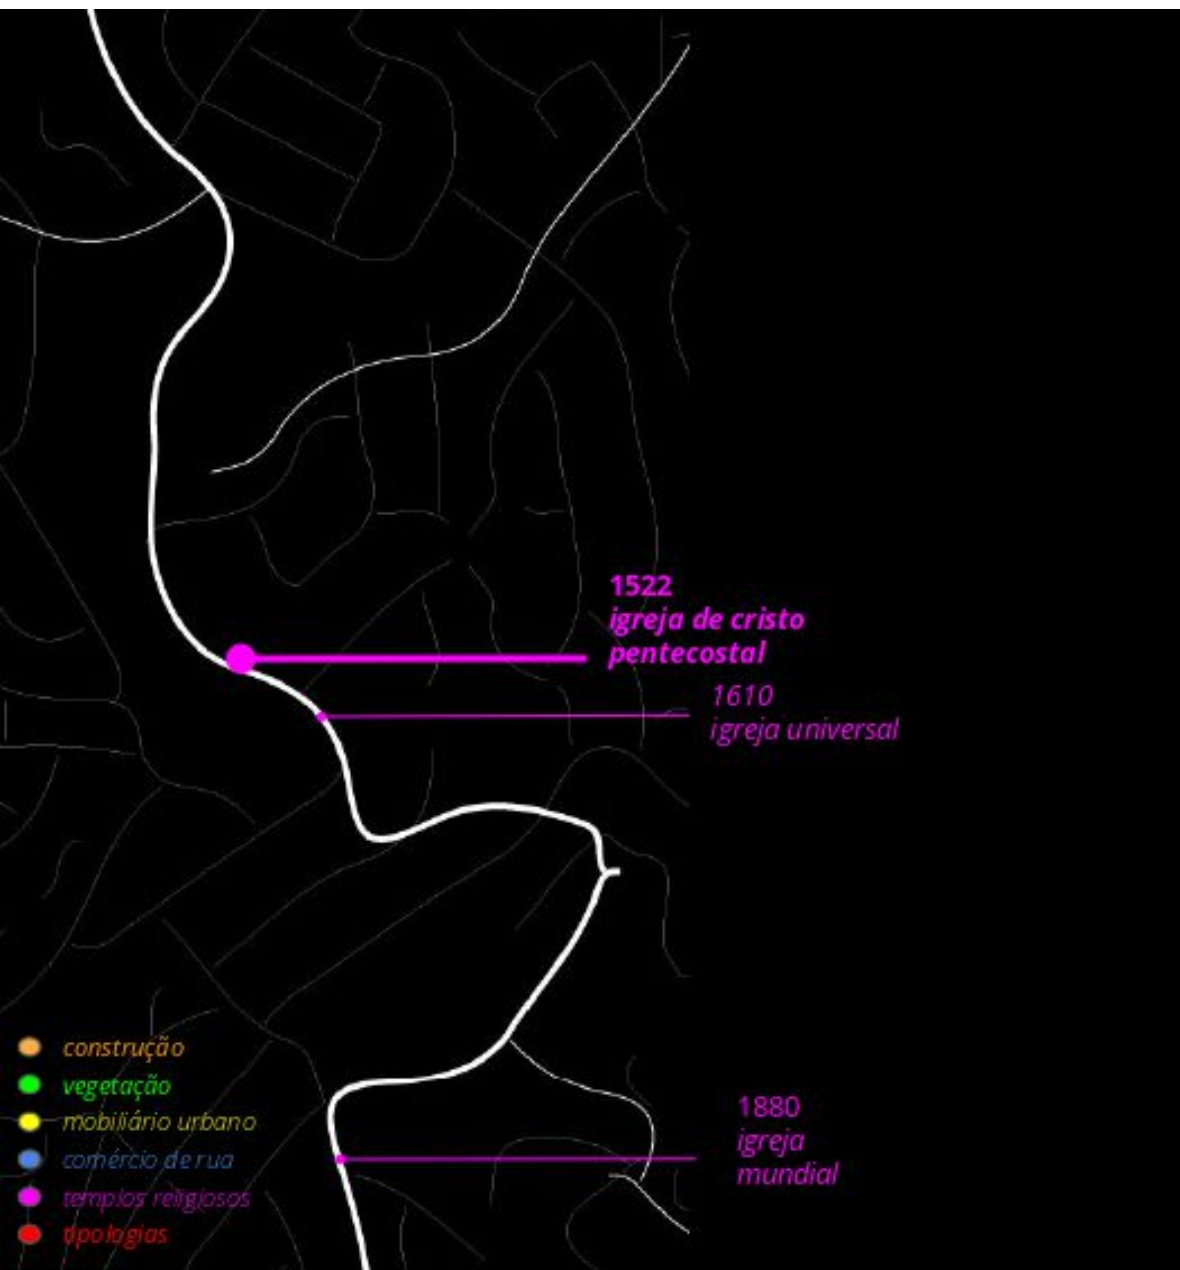 1522
igreja de cristo
pentecostal
1610
igreja universal
construção
vegetação
mobiliário urbano
comércio de rua
templos religiosos
tipologias
1880
igreja
mundial